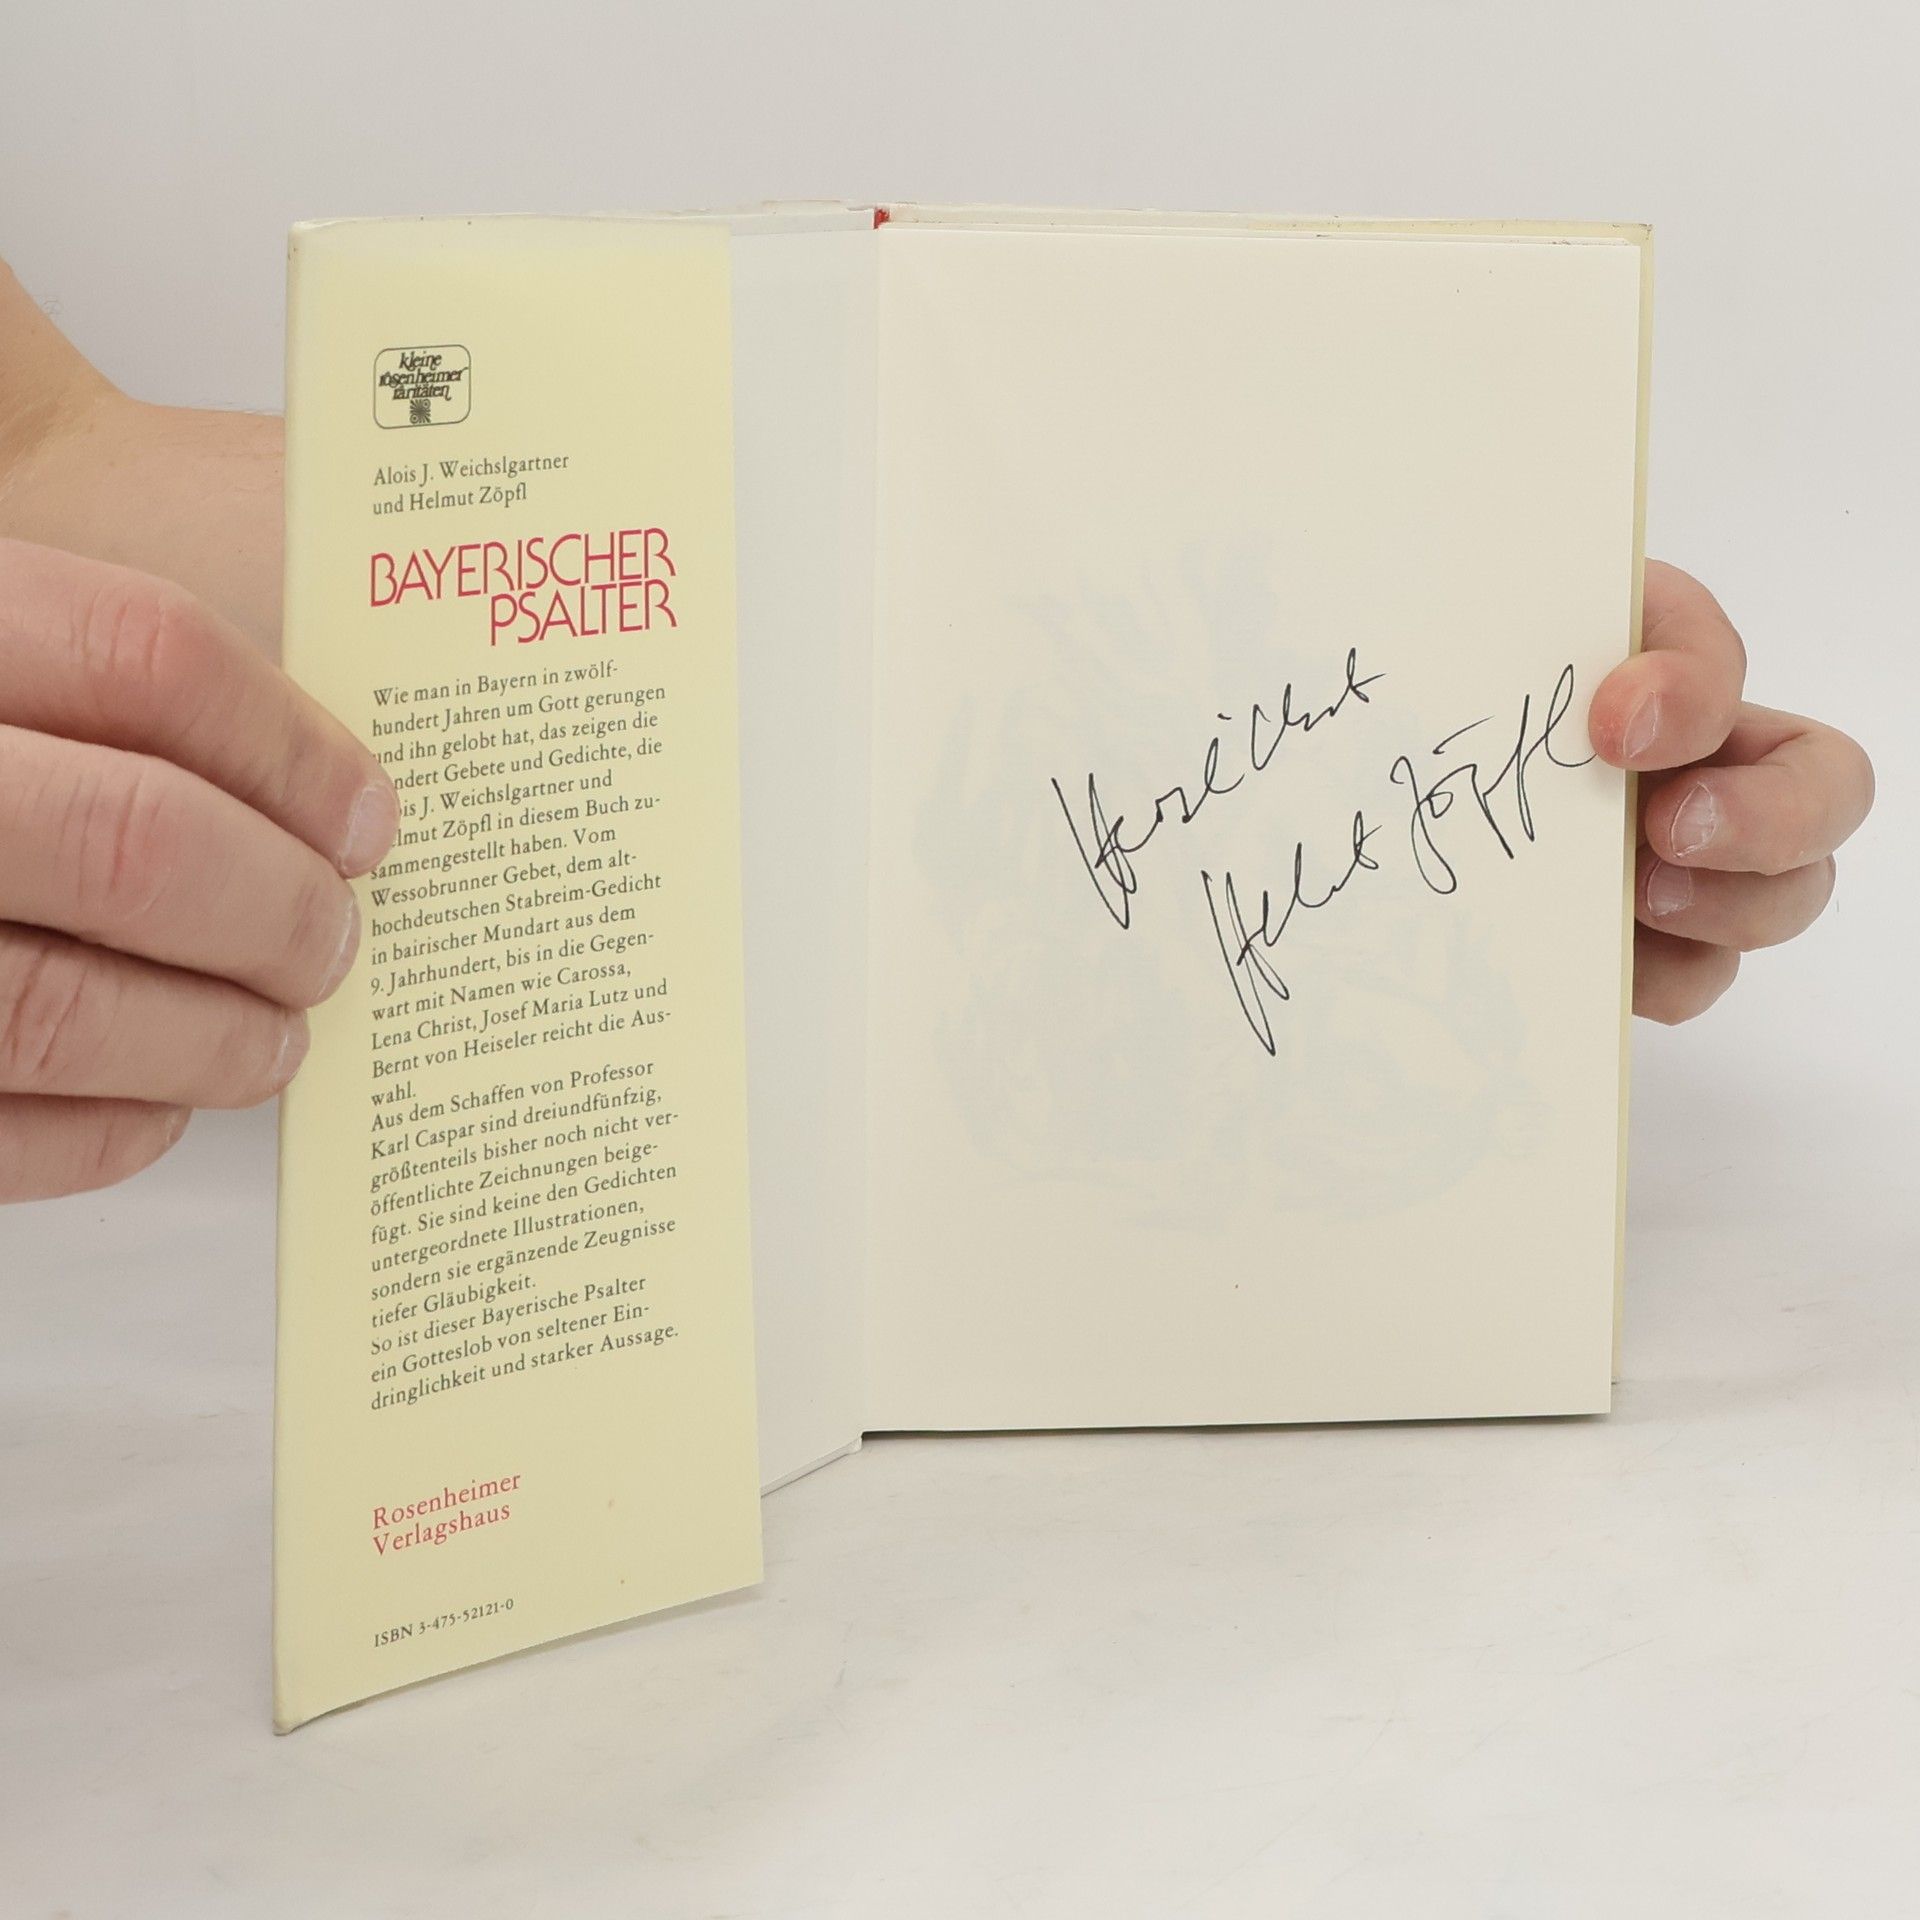 kleine
rosenheimer
raritäten
Alois J. Weichslgartner
und Helmut Zöpfl
BAYERISCHER
PSALTER
Wie man in Bayern in zwölf-
hundert Jahren um Gott gerungen
und ihn gelobt hat, das zeigen die
ndert Gebete und Gedichte, die
is J. Weichslgartner und
lmut Zöpfl in diesem Buch zu-
sammengestellt haben. Vom
Wessobrunner Gebet, dem alt-
hochdeutschen Stabreim-Gedicht
in bairischer Mundart aus dem
9. Jahrhundert, bis in die Gegen-
wart mit Namen wie Carossa,
Lena Christ, Josef Maria Lutz und
Bernt von Heiseler reicht die Aus-
wahl.
Aus dem Schaffen von Professor
Karl Caspar sind dreiundfünfzig,
größtenteils bisher noch nicht ver-
öffentlichte Zeichnungen beige-
fügt. Sie sind keine den Gedichten
untergeordnete Illustrationen,
sondern sie ergänzende Zeugnisse
tiefer Gläubigkeit.
So ist dieser Bayerische Psalter
ein Gotteslob von seltener Ein-
dringlichkeit und starker Aussage.
Rosenheimer
Verlagshaus
ISBN 3-475-52121-0
Herzlichst
Helmut Zöpfl